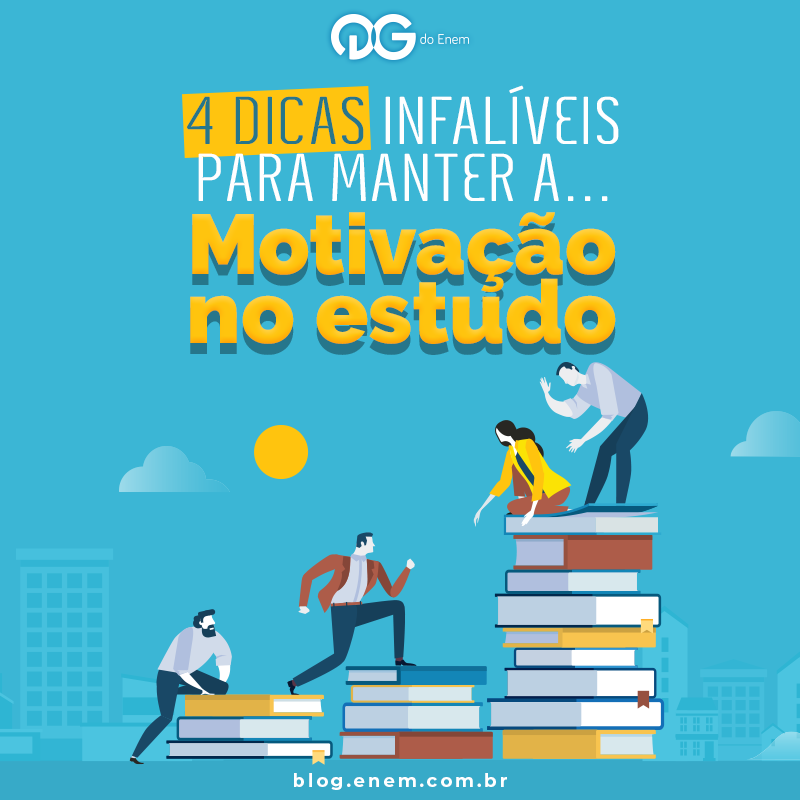 QG do Enem
4 DICAS INFALÍVEIS
PARA MANTER A...
Motivação
no estudo
blog.enem.com.br